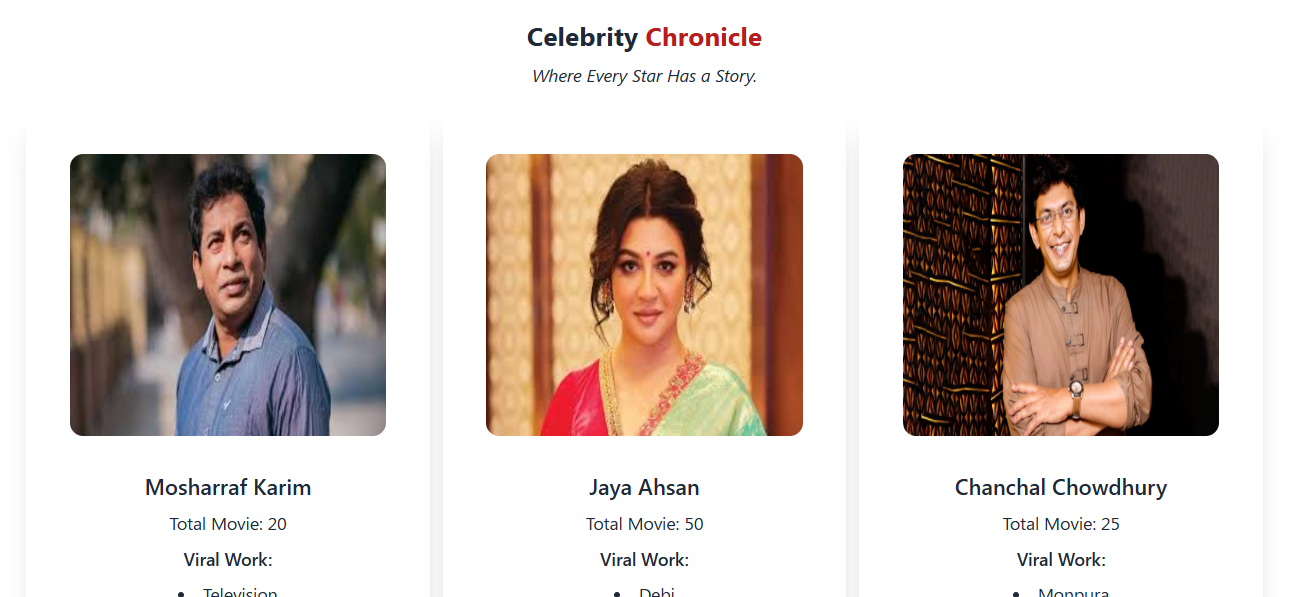 Celebrity Chronicle
Where Every Star Has a Story.
Mosharraf Karim
Total Movie: 20
Viral Work:
Television
Jaya Ahsan
Total Movie: 50
Viral Work:
Debi
Chanchal Chowdhury
Total Movie: 25
Viral Work:
Monpura